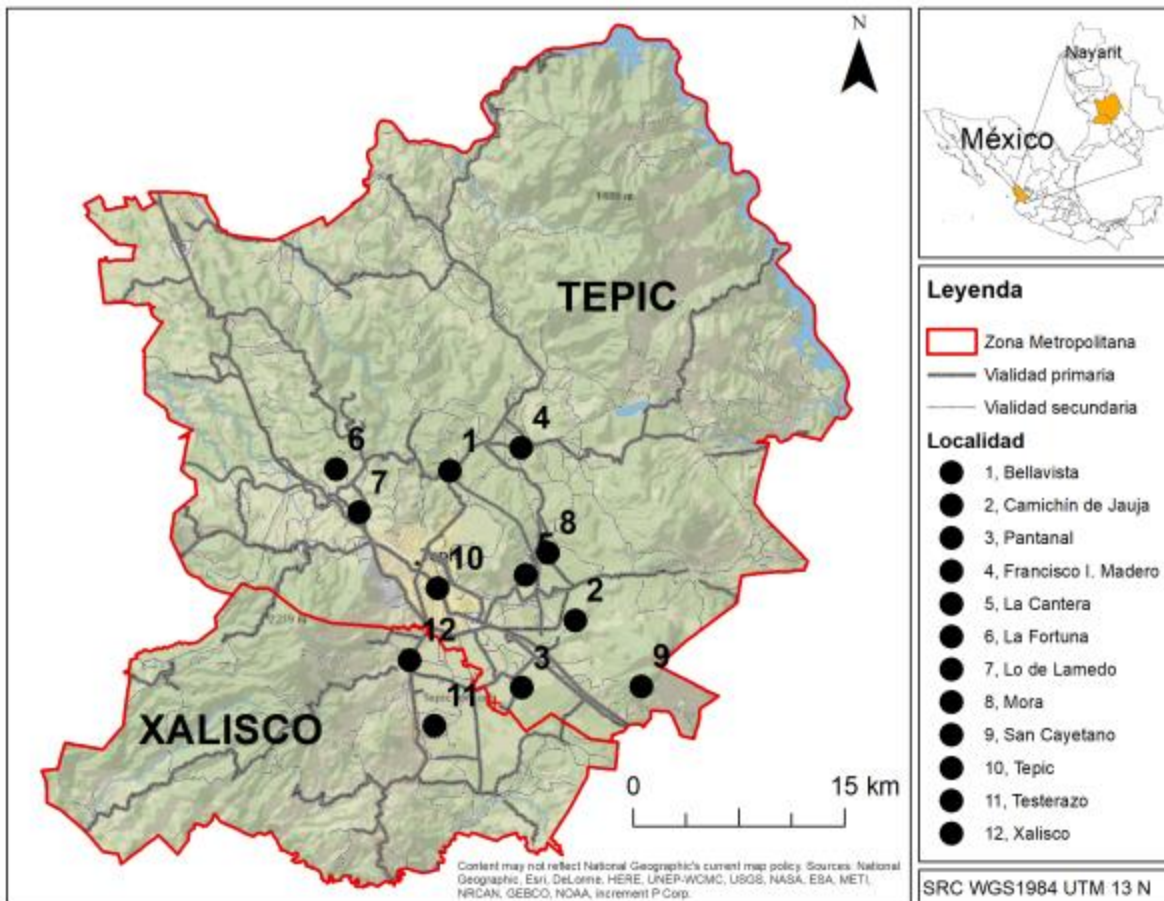 N
1880 m
TEPIC
4
6
1
7
8
5
10
2
12
3
9
11
2,219 m
XALISCO
0 15 km
Content may not reflect National Geographic's current map policy. Sources: National
Geographic, Esri, DeLorme, HERE, UNEP-WCMC, USGS, NASA, ESA, METI,
NRCAN, GEBCO, NOAA, increment P Corp.
Nayarit
México
Leyenda
Zona Metropolitana
Vialidad primaria
Vialidad secundaria
Localidad
1, Bellavista
2, Camichín de Jauja
3, Pantanal
4, Francisco I. Madero
5, La Cantera
6, La Fortuna
7, Lo de Lamedo
8, Mora
9, San Cayetano
10, Tepic
11, Testerazo
12, Xalisco
SRC WGS1984 UTM 13 N